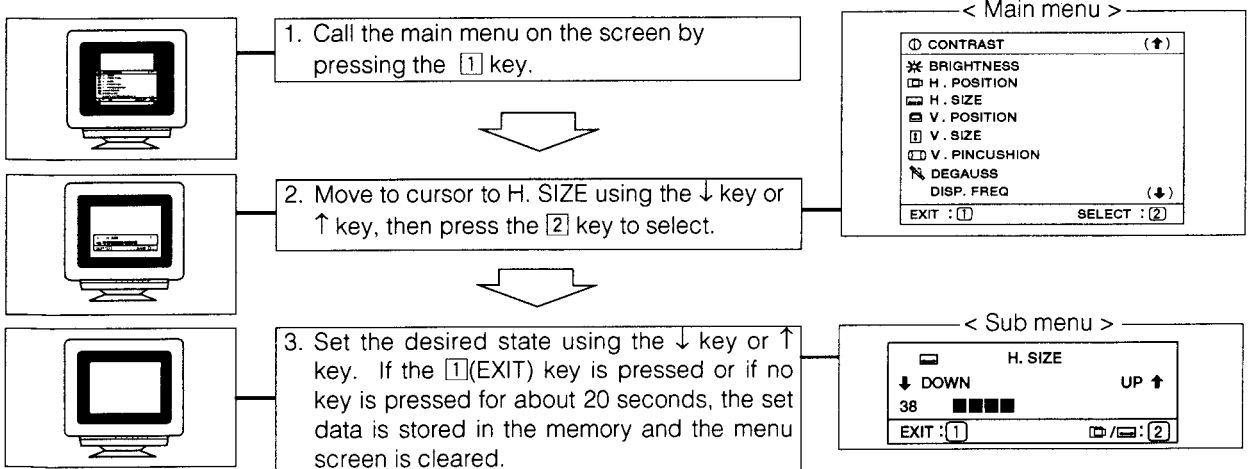 1. Call the main menu on the screen by
pressing the 1 key.
2. Move to cursor to H. SIZE using the ↓ key or
↑ key, then press the 2 key to select.
3. Set the desired state using the ↓ key or ↑
key. If the 1(EXIT) key is pressed or if no
key is pressed for about 20 seconds, the set
data is stored in the memory and the menu
screen is cleared.
< Main menu >
CONTRAST (↑)
BRIGHTNESS
H . POSITION
H . SIZE
V . POSITION
V . SIZE
V . PINCUSHION
DEGAUSS
DISP. FREQ (↓)
EXIT : 1 SELECT : 2
< Sub menu >
H. SIZE
↓ DOWN UP ↑
38
EXIT : 1 / : 2